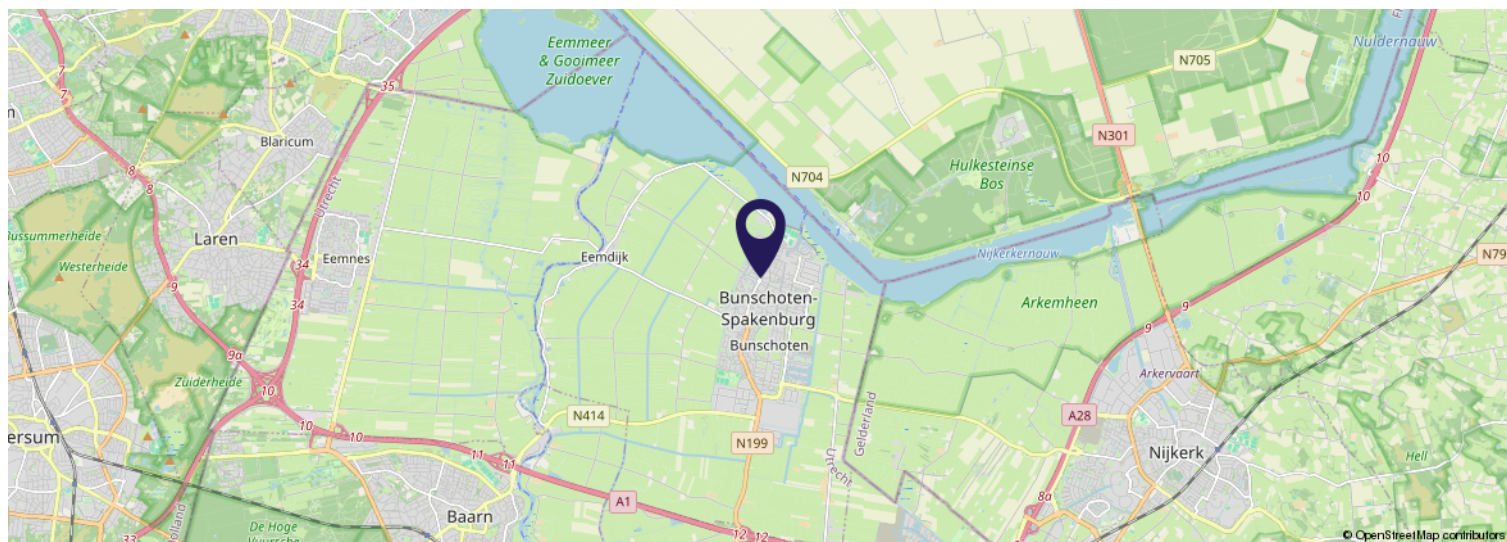 Eemmeer
& Gooimeer
Zuidoever
Nuldernauw
N705
35
7
7
Blaricum
N301
10
N704
Hulkesteinse
Bos
8
8
Utrecht
10
Bussummerheide
Laren
Eemnes
Eemdijk
Nijkerkernauw
N79
Westerheide
34
34
9
Bunschoten-
Spakenburg
Arkemheen
9
9
Bunschoten
9a
Zuiderheide
10
Arkervaart
10
10
N414
Gelderland
A28
ersum
N199
11
11
Utrecht
Nijkerk
Hell
A1
8a
Baarn
De Hoge
Vuursche
Holland
33
12
12
© OpenStreetMap contributors